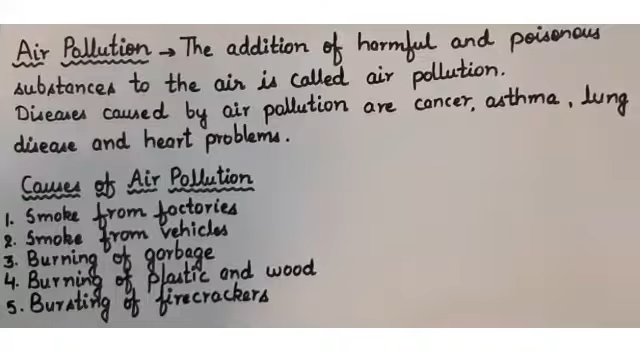 Air Pollution → The addition of harmful and poisonous
substances to the air is called air pollution.
Diseases caused by air pollution are cancer, asthma, lung
disease and heart problems.
Causes of Air Pollution
1. Smoke from factories
2. Smoke from vehicles
3. Burning of garbage
4. Burning of plastic and wood
5. Bursting of firecrackers